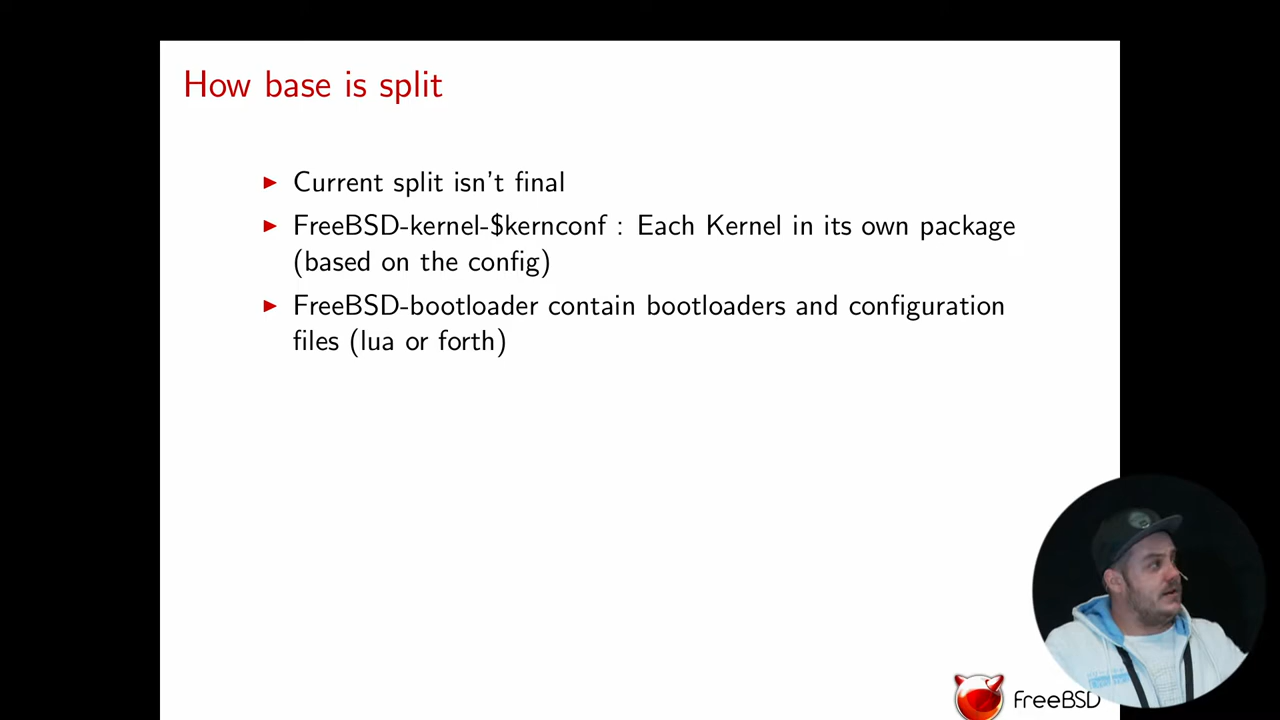 How base is split
Current split isn't final
FreeBSD-kernel-$kernconf : Each Kernel in its own package
(based on the config)
FreeBSD-bootloader contain bootloaders and configuration
files (lua or forth)
FreeBSD